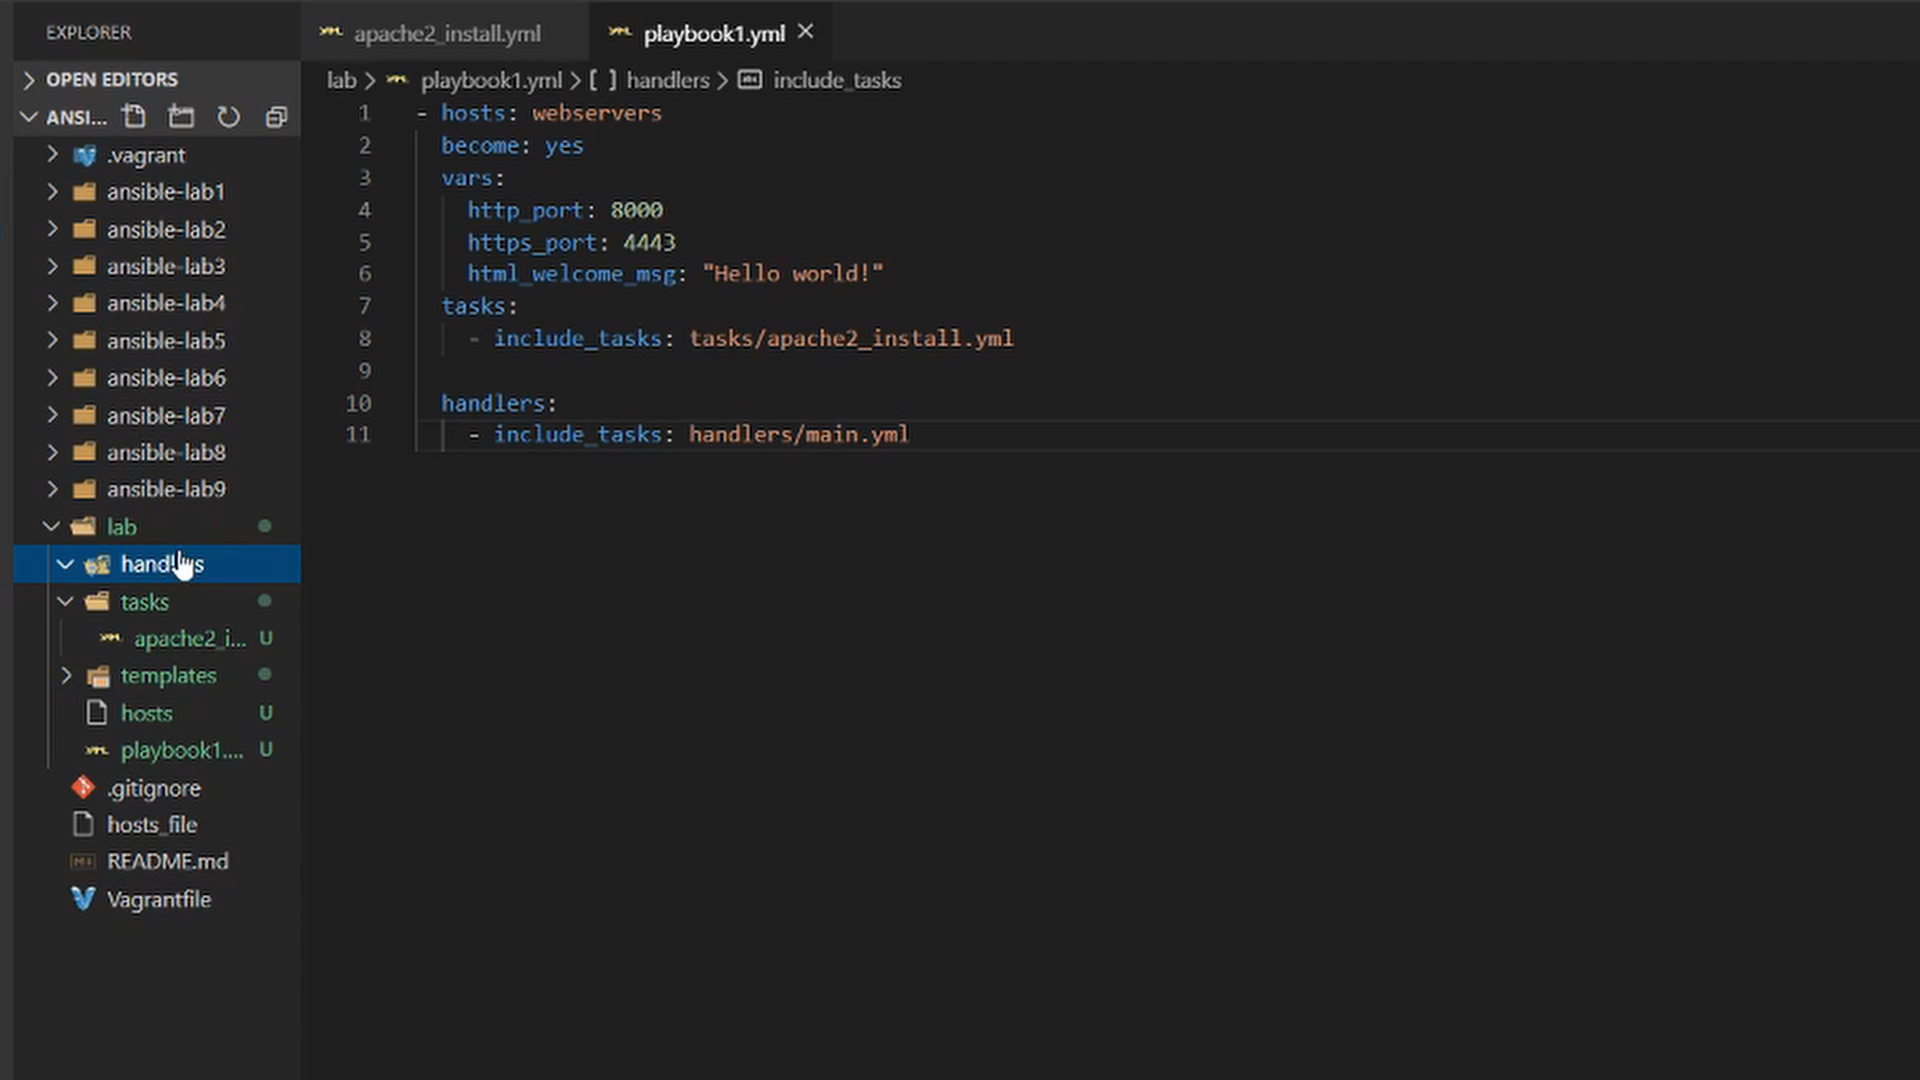 EXPLORER
OPEN EDITORS
ANSI...
.vagrant
ansible-lab1
ansible-lab2
ansible-lab3
ansible-lab4
ansible-lab5
ansible-lab6
ansible-lab7
ansible-lab8
ansible-lab9
lab
tasks
apache2_i... U
templates
hosts U
playbook1.... U
.gitignore
hosts_file
README.md
Vagrantfile
apache2_install.yml playbook1.yml
lab > playbook1.yml > [ ] handlers > include_tasks
1 - hosts: webservers
2 become: yes
3 vars:
4 http_port: 8000
5 https_port: 4443
6 html_welcome_msg: "Hello world!"
7 tasks:
8 - include_tasks: tasks/apache2_install.yml
9
10 handlers:
11 - include_tasks: handlers/main.yml